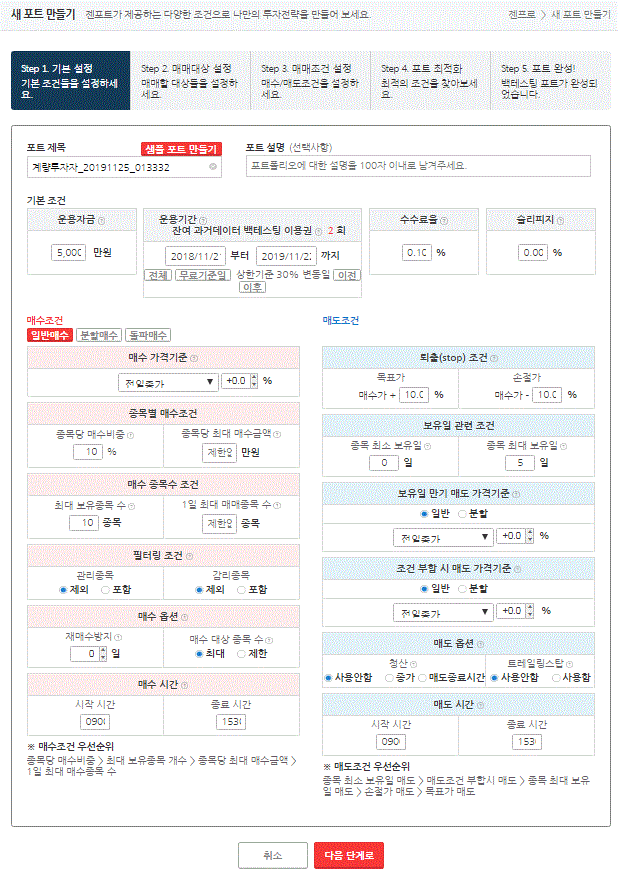 새 포트 만들기 젠포트가 제공하는 다양한 조건으로 나만의 투자전략을 만들어 보세요. 젠프로 > 새 포트 만들기
Step 1. 기본 설정
기본 조건들을 설정하세요.
Step 2. 매매대상 설정
매매할 대상들을 설정하세요.
Step 3. 매매조건 설정
매수/매도조건을 설정하세요.
Step 4. 포트 최적화
최적의 조건을 찾아보세요.
Step 5. 포트 완성!
백테스팅 포트가 완성되었습니다.
포트 제목 샘플 포트 만들기
계량투자자_20191125_013332
포트 설명 (선택사항)
포트폴리오에 대한 설명을 100자 이내로 남겨주세요.
기본 조건
운용자금
5,000 만원
운용기간
잔여 과거데이터 백테스팅 이용권 2 회
2018/11/2 부터 2019/11/2 까지
전체 무료기준일 상한기준 30% 변동일 이전
이후
수수료율
0.10 %
슬리피지
0.00 %
매수조건
일반매수 분할매수 돌파매수
매수 가격기준
전일종가 +0.0 %
종목별 매수조건
종목당 매수비중 종목당 최대 매수금액
10 % 제한없 만원
매수 종목수 조건
최대 보유종목 수 1일 최대 매매종목 수
10 종목 제한없 종목
필터링 조건
관리종목 감리종목
제외 포함 제외 포함
매수 옵션
재매수방지 매수 대상 종목 수
0 일 최대 제한
매수 시간
시작 시간 종료 시간
090 153
※ 매수조건 우선순위
종목당 매수비중 > 최대 보유종목 개수 > 종목당 최대 매수금액 >
1일 최대 매수종목 수
매도조건
퇴출(stop) 조건
목표가 손절가
매수가 + 10.0 % 매수가 - 10.0 %
보유일 관련 조건
종목 최소 보유일 종목 최대 보유일
0 일 5 일
보유일 만기 매도 가격기준
일반 분할
전일종가 +0.0 %
조건 부합 시 매도 가격기준
일반 분할
전일종가 +0.0 %
매도 옵션
청산 트레일링스탑
사용안함 종가 매도종료시간 사용안함 사용함
매도 시간
시작 시간 종료 시간
090 153
※ 매도조건 우선순위
종목 최소 보유일 매도 > 매도조건 부합시 매도 > 종목 최대 보유
일 매도 > 손절가 매도 > 목표가 매도
취소 다음 단계로